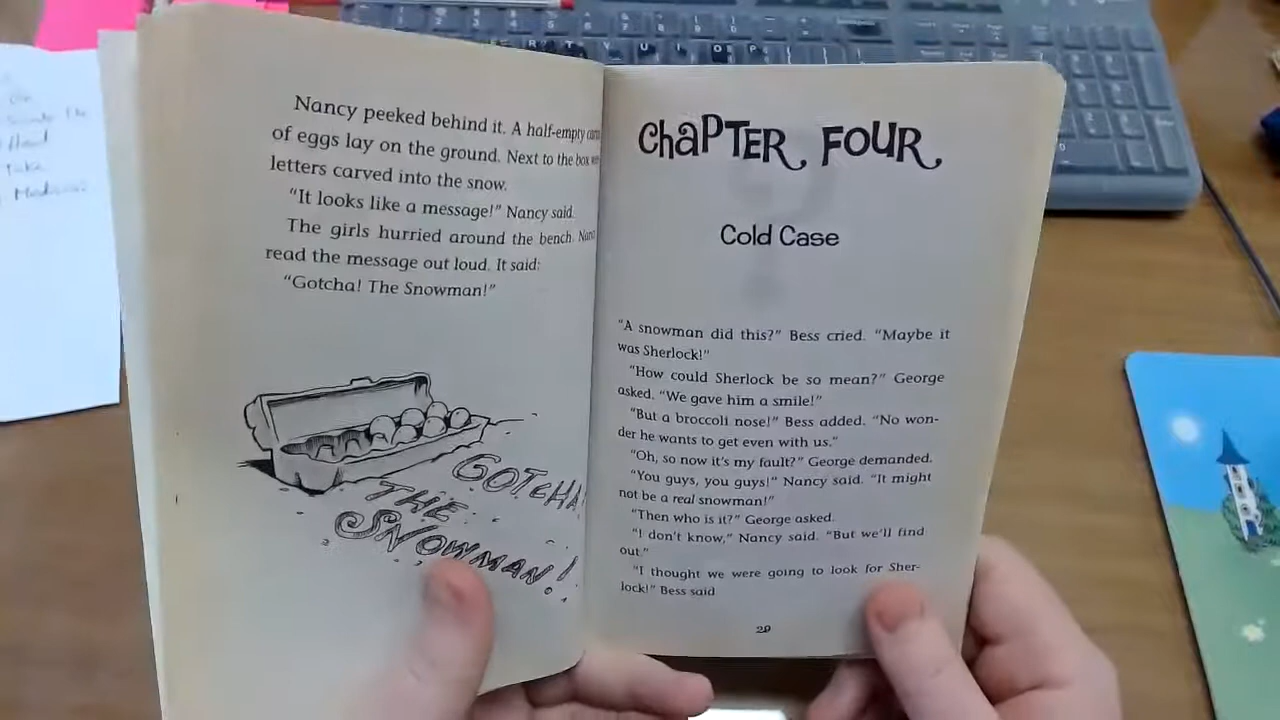 Nancy peeked behind it. A half-empty
of eggs lay on the ground. Next to the box
letters carved into the snow.
“It looks like a message!” Nancy said.
The girls hurried around the bench.
read the message out loud. It said:
“Gotcha! The Snowman!”
GOTCHA!
THE
SNOWMAN!
Chapter Four
Cold Case
“A snowman did this?” Bess cried. “Maybe it
was Sherlock!”
“How could Sherlock be so mean?” George
asked. “We gave him a smile!”
“But a broccoli nose!” Bess added. “No won-
der he wants to get even with us.”
“Oh, so now it’s my fault?” George demanded.
“You guys, you guys!” Nancy said. “It might
not be a real snowman!”
“Then who is it?” George asked.
“I don’t know,” Nancy said. “But we’ll find
out.”
“I thought we were going to look for Sher-
lock!” Bess said
29